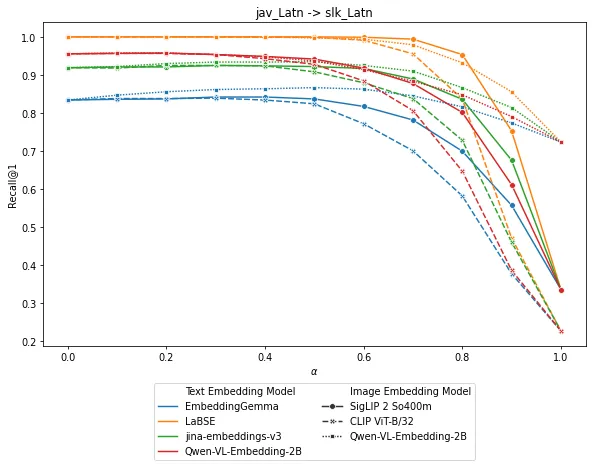 jav_Latn -> slk_Latn
Recall@1
1.0
0.9
0.8
0.7
0.6
0.5
0.4
0.3
0.2
0.0 0.2 0.4 0.6 0.8 1.0
α
Text Embedding Model Image Embedding Model
EmbeddingGemma SigLIP 2 So400m
LaBSE CLIP ViT-B/32
jina-embeddings-v3 Qwen-VL-Embedding-2B
Qwen-VL-Embedding-2B